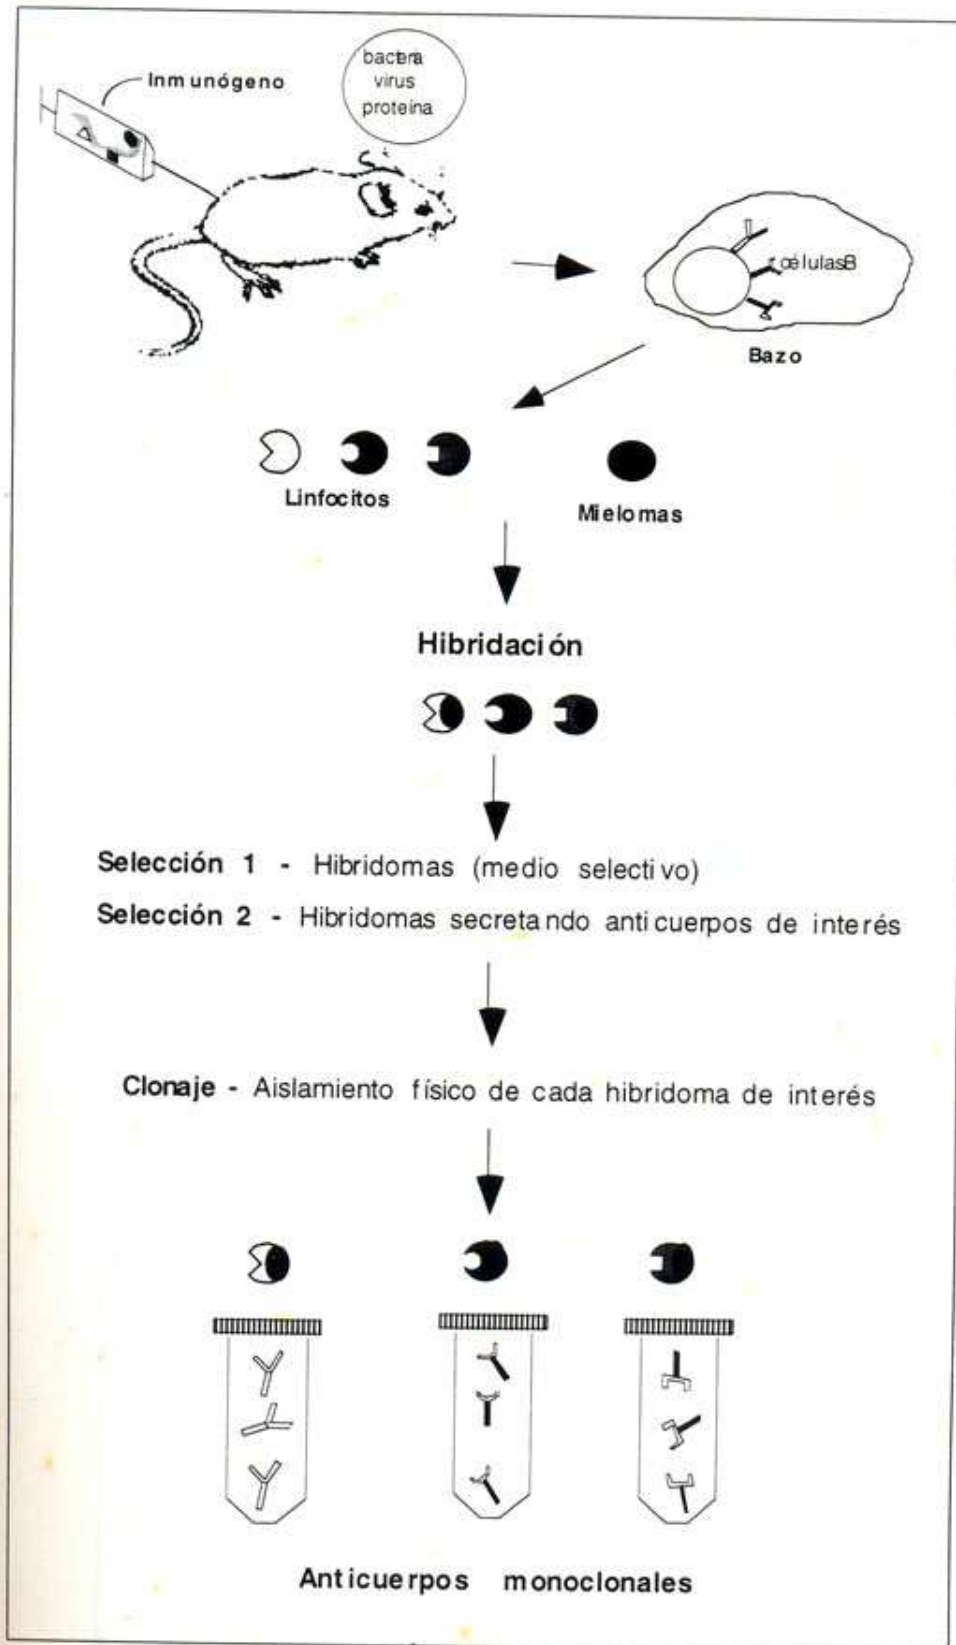 Inmunógeno
bactera
virus
proteína
célulasB
Bazo
Linfocitos
Mielomas
Hibridación
Selección 1 - Hibridomas (medio selectivo)
Selección 2 - Hibridomas secretando anticuerpos de interés
Clonaje - Aislamiento físico de cada hibridoma de interés
Anticuerpos monoclonales